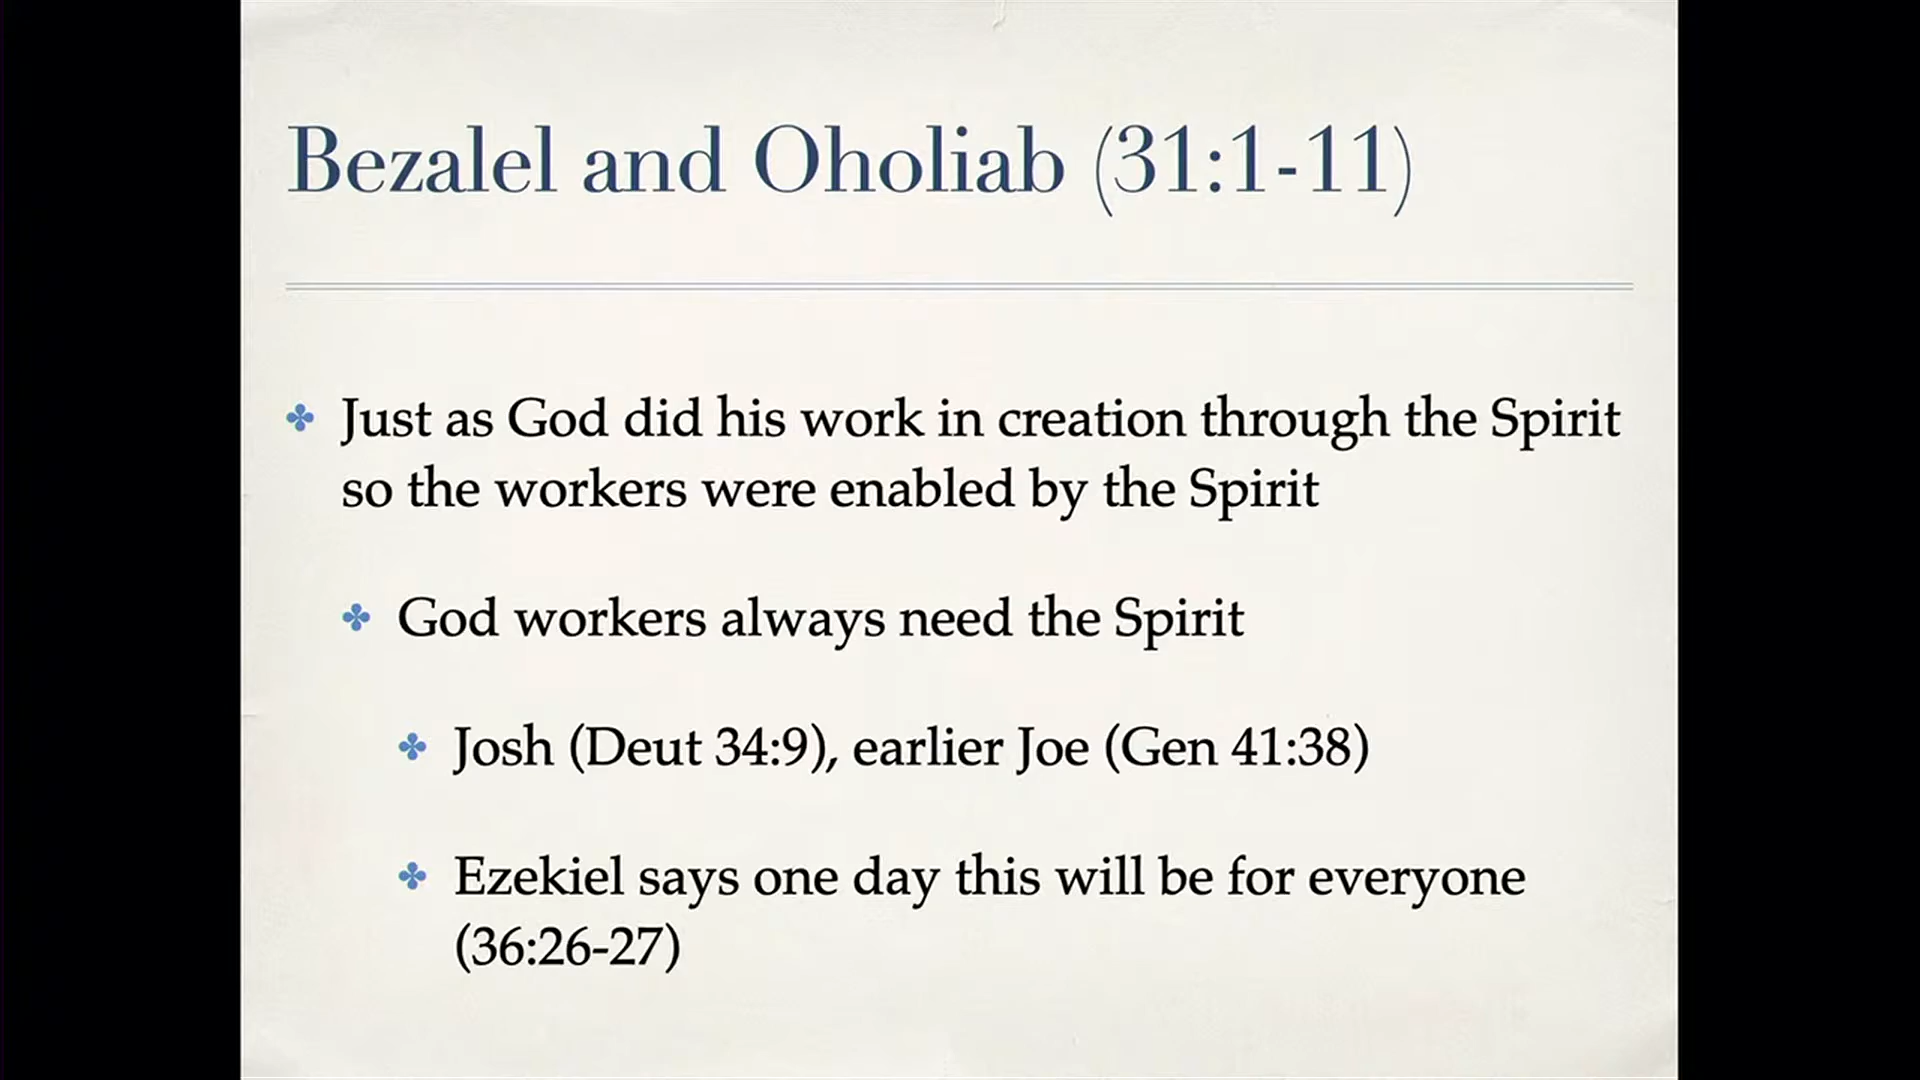 Bezalel and Oholiab (31:1-11)
Just as God did his work in creation through the Spirit
so the workers were enabled by the Spirit
God workers always need the Spirit
Josh (Deut 34:9), earlier Joe (Gen 41:38)
Ezekiel says one day this will be for everyone
(36:26-27)